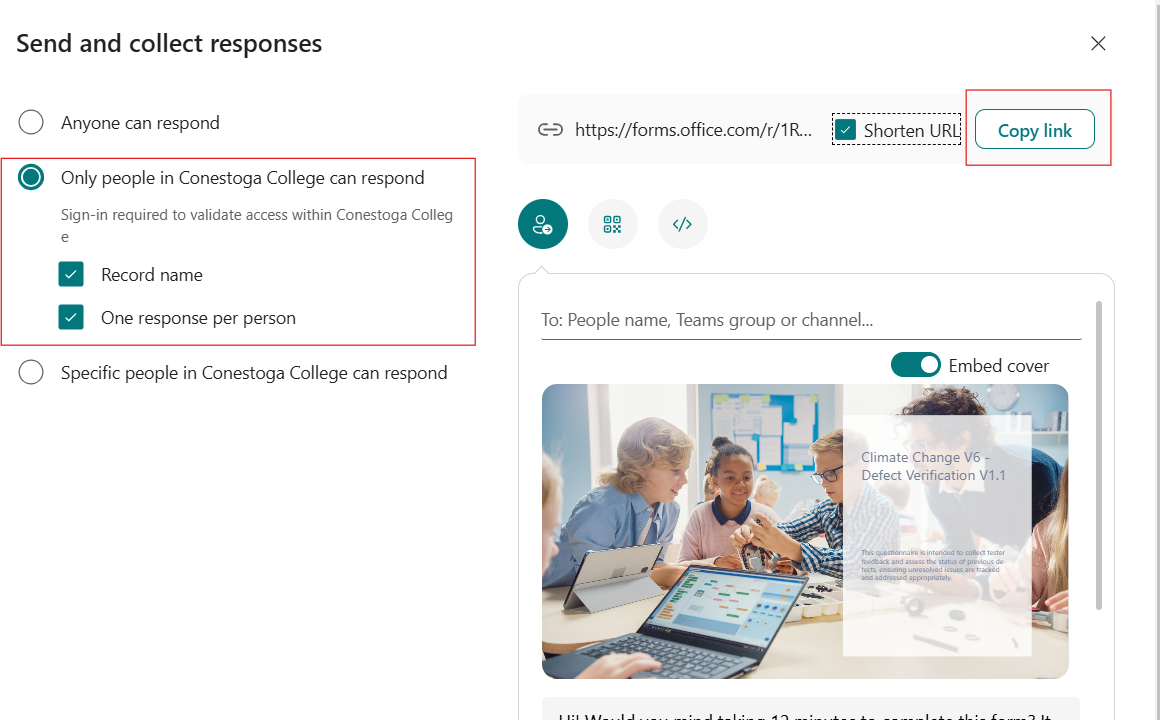 Send and collect responses
Anyone can respond
Only people in Conestoga College can respond
Sign-in required to validate access within Conestoga Colleg
e
Record name
One response per person
Specific people in Conestoga College can respond
https://forms.office.com/r/1R...
Shorten URL
Copy link
To: People name, Teams group or channel...
Embed cover
Climate Change V6 -
Defect Verification V1.1
This questionnaire is intended to collect tester
feedback and assess the status of previous de-
fects, ensuring unresolved issues are tracked
and addressed appropriately.
Hi! Would you mind taking 12 minutes to complete this form? It